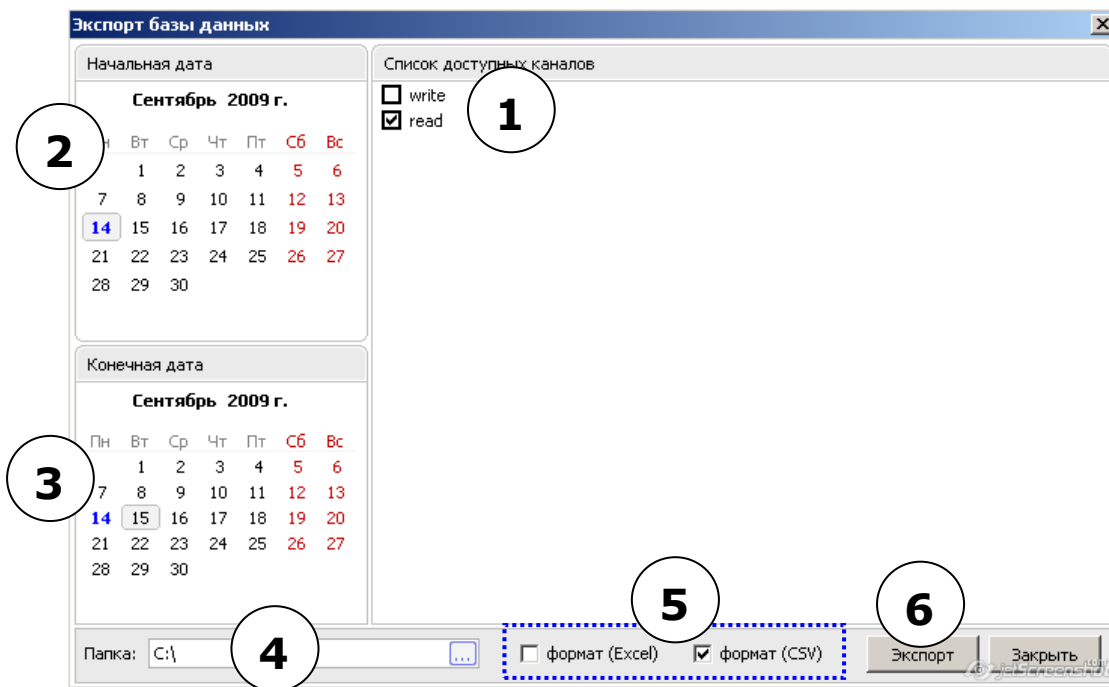 Экспорт базы данных
Начальная дата
Список доступных каналов
Сентябрь 2009 г.
write
read
1
2
Вт Ср Чт Пт Сб Вс
1 2 3 4 5 6
7 8 9 10 11 12 13
14 15 16 17 18 19 20
21 22 23 24 25 26 27
28 29 30
Конечная дата
Сентябрь 2009 г.
3
Пн Вт Ср Чт Пт Сб Вс
1 2 3 4 5 6
7 8 9 10 11 12 13
14 15 16 17 18 19 20
21 22 23 24 25 26 27
28 29 30
4
5
6
Папка: C:\ ...
формат (Excel) формат (CSV)
Экспорт Закрыть